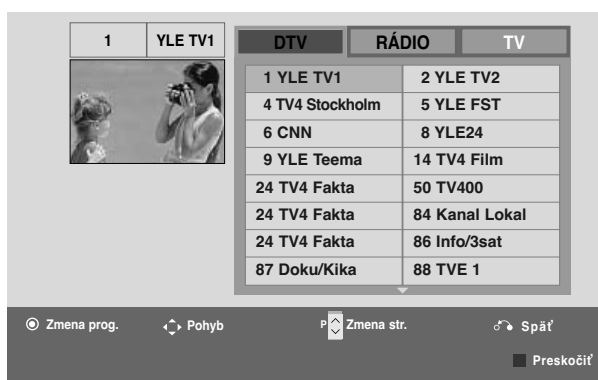 1 YLE TV1
DTV RÁDIO TV
1 YLE TV1 2 YLE TV2
4 TV4 Stockholm 5 YLE FST
6 CNN 8 YLE24
9 YLE Teema 14 TV4 Film
24 TV4 Fakta 50 TV400
24 TV4 Fakta 84 Kanal Lokal
24 TV4 Fakta 86 Info/3sat
87 Doku/Kika 88 TVE 1
Zmena prog. Pohyb P Zmena str. Späť
Preskočiť